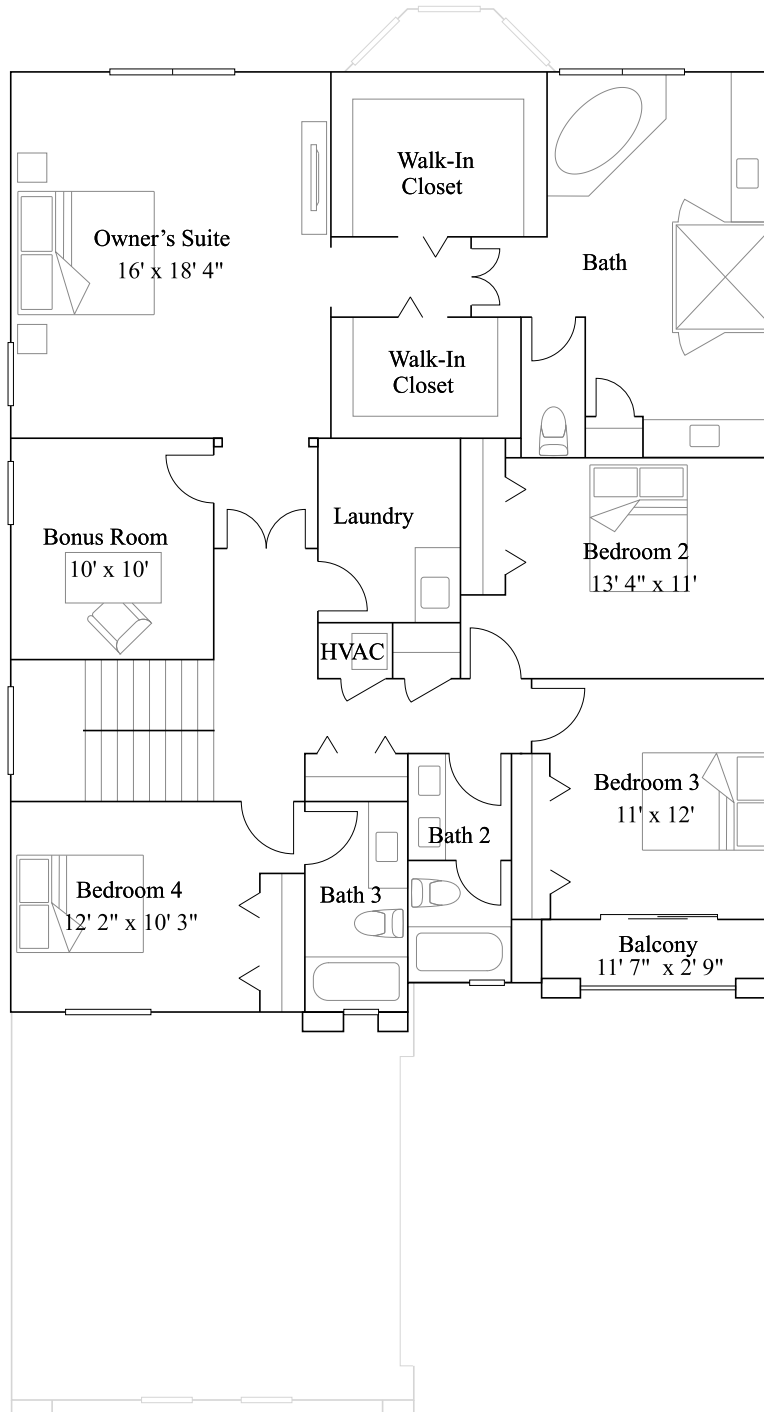 Walk-In
Closet
Owner's Suite
16' x 18' 4"
Bath
Walk-In
Closet
Laundry
Bonus Room
10' x 10'
Bedroom 2
13' 4" x 11'
HVAC
Bedroom 3
11' x 12'
Bath 2
Bedroom 4
12' 2" x 10' 3"
Bath 3
Balcony
11' 7" x 2' 9"